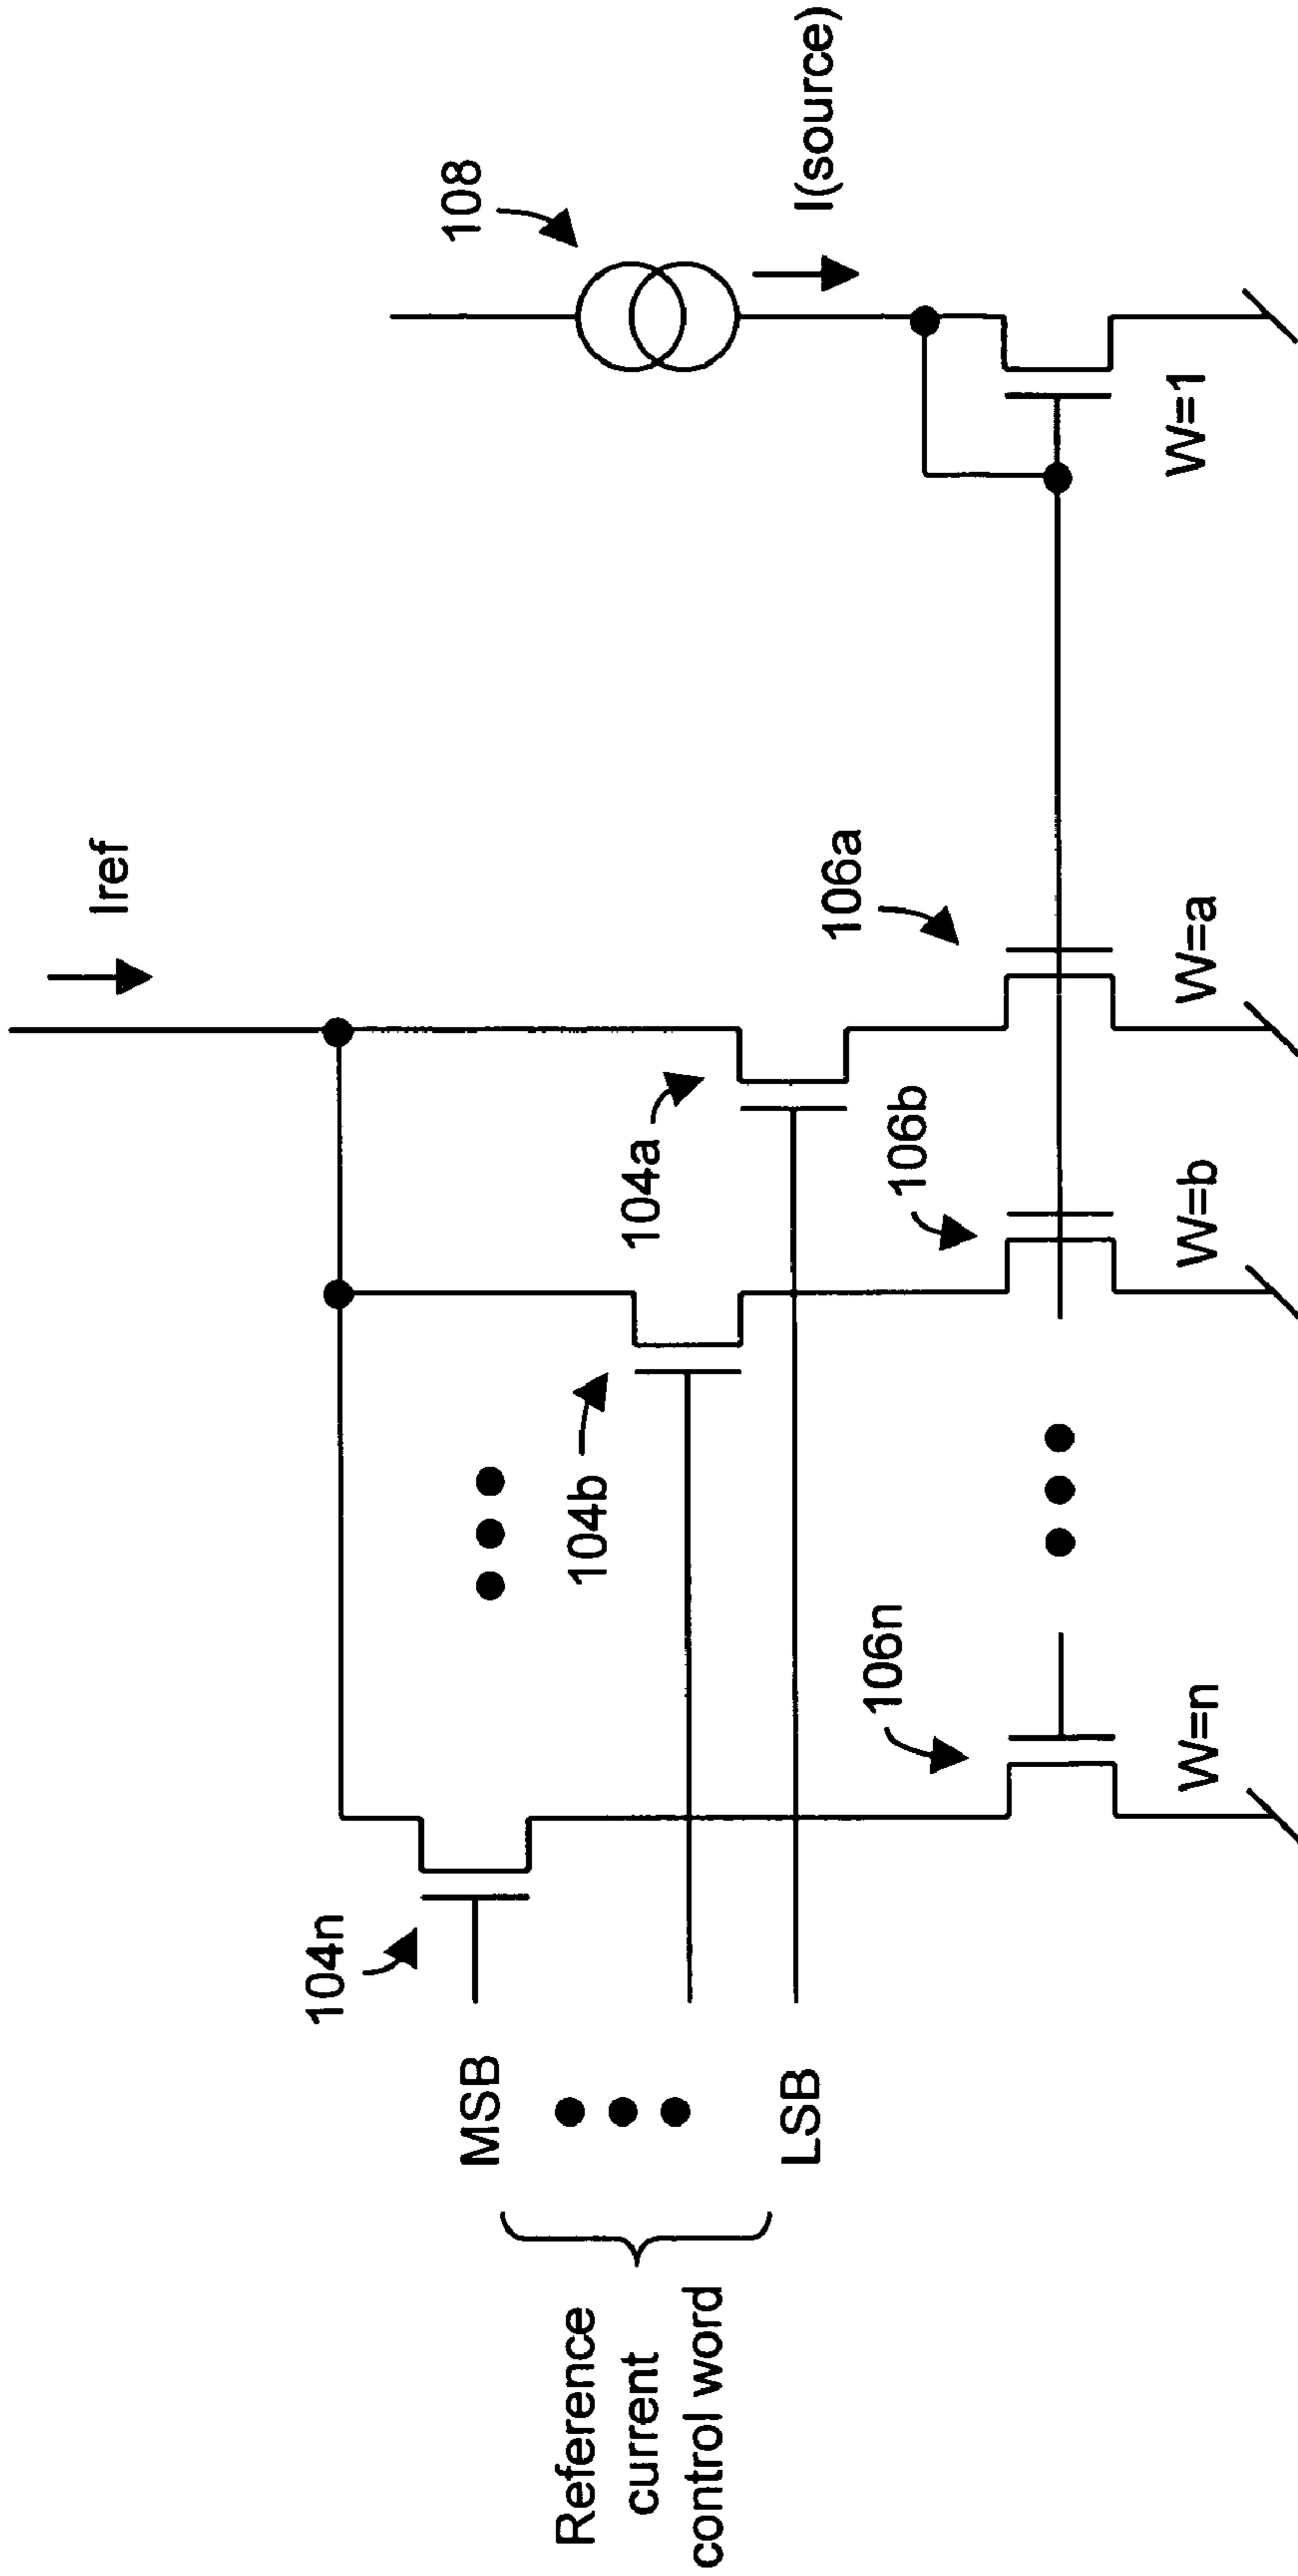 Reference
current
control word
MSB
LSB
104n
104b
104a
Iref
108
I(source)
106n
106b
106a
W=n
W=b
W=a
W=1